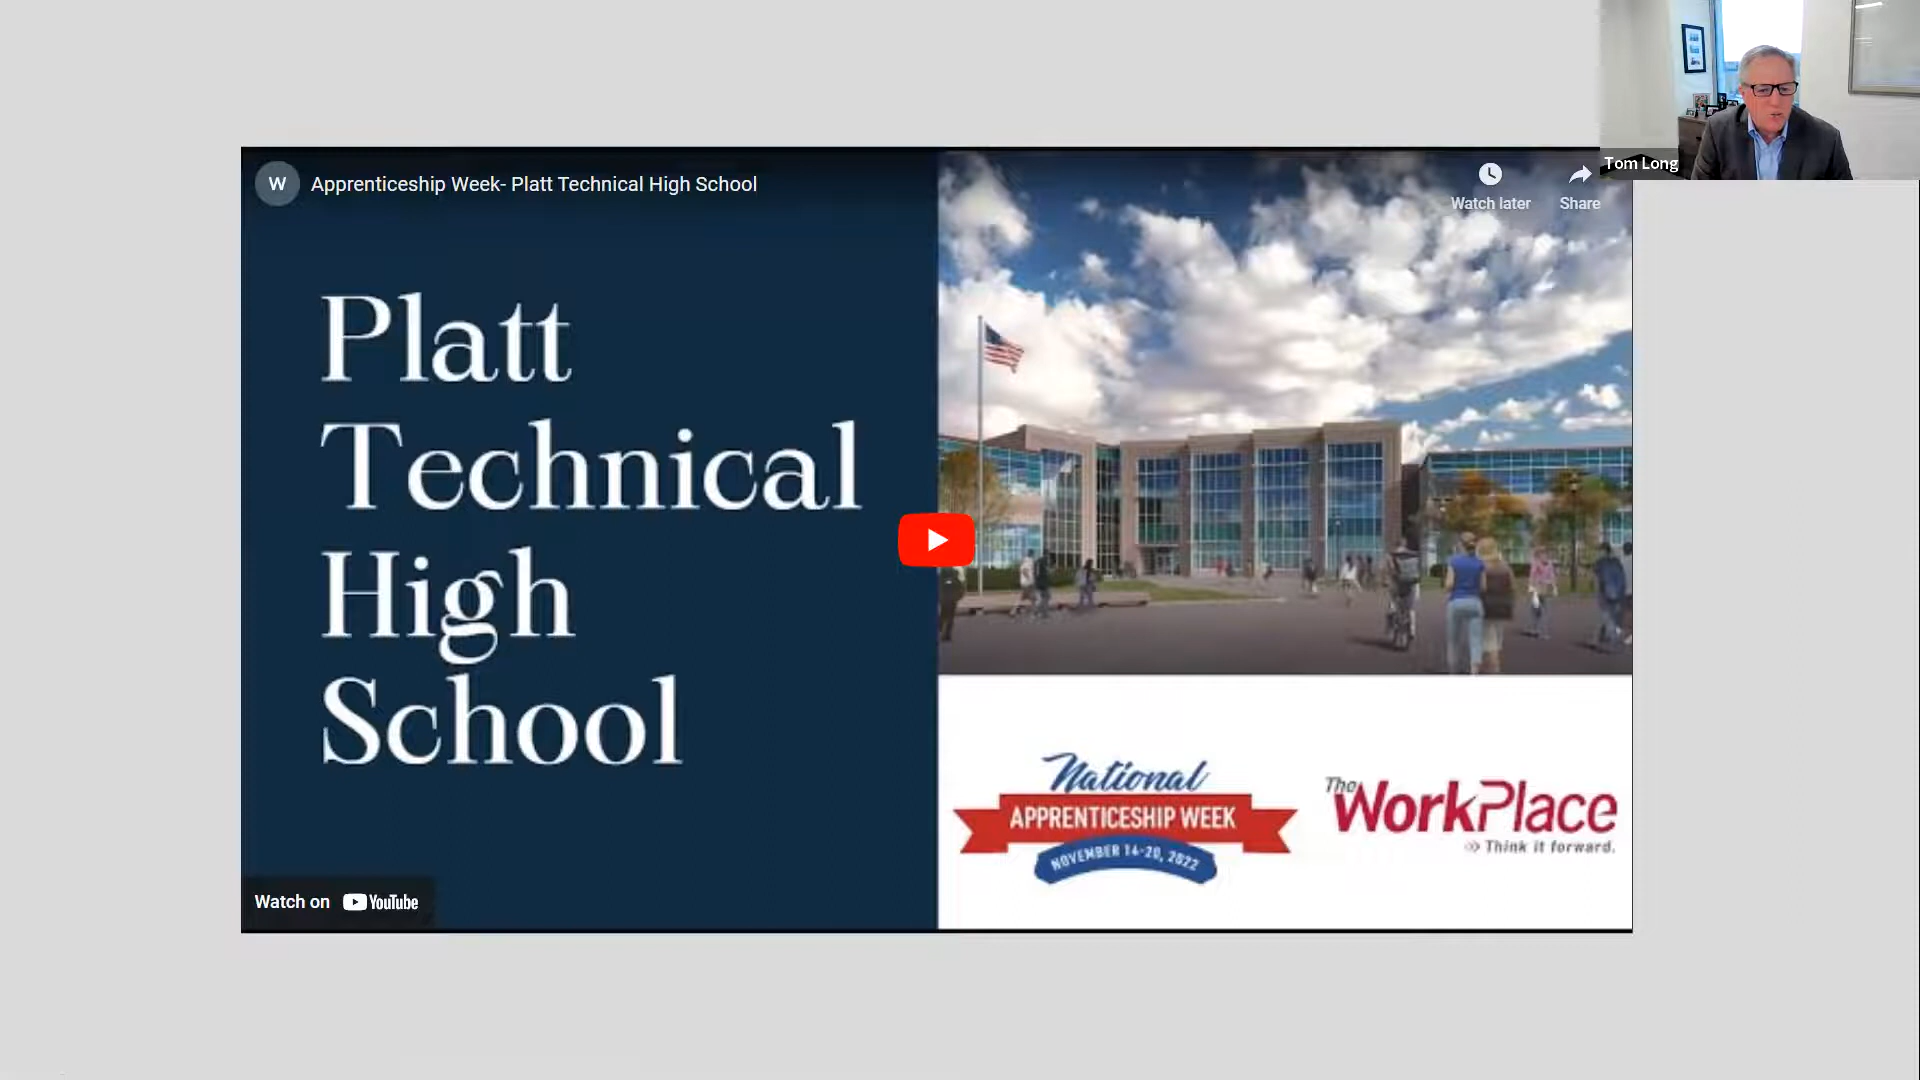 Tom Long
W
Apprenticeship Week- Platt Technical High School
Watch later
Share
Platt
Technical
High
School
National
APPRENTICESHIP WEEK
NOVEMBER 14-20, 2022
The
WorkPlace
Think it forward.
Watch on YouTube